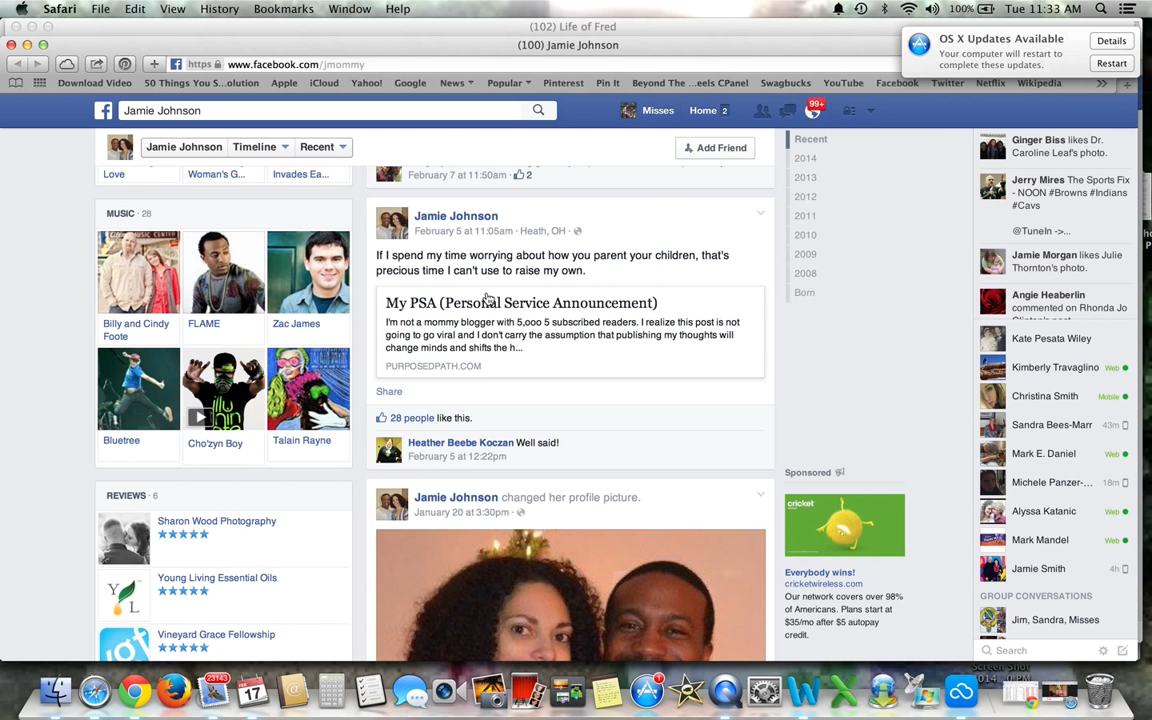 Safari File Edit View History Bookmarks Window Help
100% Tue 11:33 AM
(102) Life of Fred
(100) Jamie Johnson
OS X Updates Available
Your computer will restart to
complete these updates.
Details
Restart
https www.facebook.com/jmommy
Download Video 50 Things You S...olution Apple iCloud Yahoo! Google News Popular Pinterest Pin It Beyond The ...eels CPanel Swagbucks YouTube Facebook Twitter Netflix Wikipedia
Jamie Johnson
Misses Home 2 99+
Jamie Johnson Timeline Recent
Add Friend
Love Woman's G... Invades Ea...
MUSIC · 28
Billy and Cindy
Foote
FLAME
Zac James
Bluetree
Cho'zyn Boy
Talain Rayne
REVIEWS · 6
Sharon Wood Photography
Young Living Essential Oils
Y L
Vineyard Grace Fellowship
February 7 at 11:50am · 2
Jamie Johnson
February 5 at 11:05am · Heath, OH ·
If I spend my time worrying about how you parent your children, that's
precious time I can't use to raise my own.
My PSA (Personal Service Announcement)
I'm not a mommy blogger with 5,ooo 5 subscribed readers. I realize this post is not
going to go viral and I don't carry the assumption that publishing my thoughts will
change minds and shifts the h...
PURPOSEDPATH.COM
Share
28 people like this.
Heather Beebe Koczan Well said!
February 5 at 12:22pm
Jamie Johnson changed her profile picture.
January 20 at 3:30pm ·
Recent
2014
2013
2012
2011
2010
2009
2008
Born
Sponsored
cricket
Everybody wins!
cricketwireless.com
Our network covers over 98%
of Americans. Plans start at
$35/mo after $5 autopay
credit.
Ginger Biss likes Dr.
Caroline Leaf's photo.
Jerry Mires The Sports Fix
- NOON #Browns #Indians
#Cavs
@TuneIn ->...
Jamie Morgan likes Julie
Thornton's photo.
Angie Heaberlin
commented on Rhonda Jo
Kate Pesata Wiley
Kimberly Travaglino Web
Christina Smith Mobile
Sandra Bees-Marr 43m
Mark E. Daniel Web
Michele Panzer-... 18m
Alyssa Katanic Web
Mark Mandel Web
Jamie Smith 4h
GROUP CONVERSATIONS
Jim, Sandra, Misses
Search
Screen Shot
23143
17
1